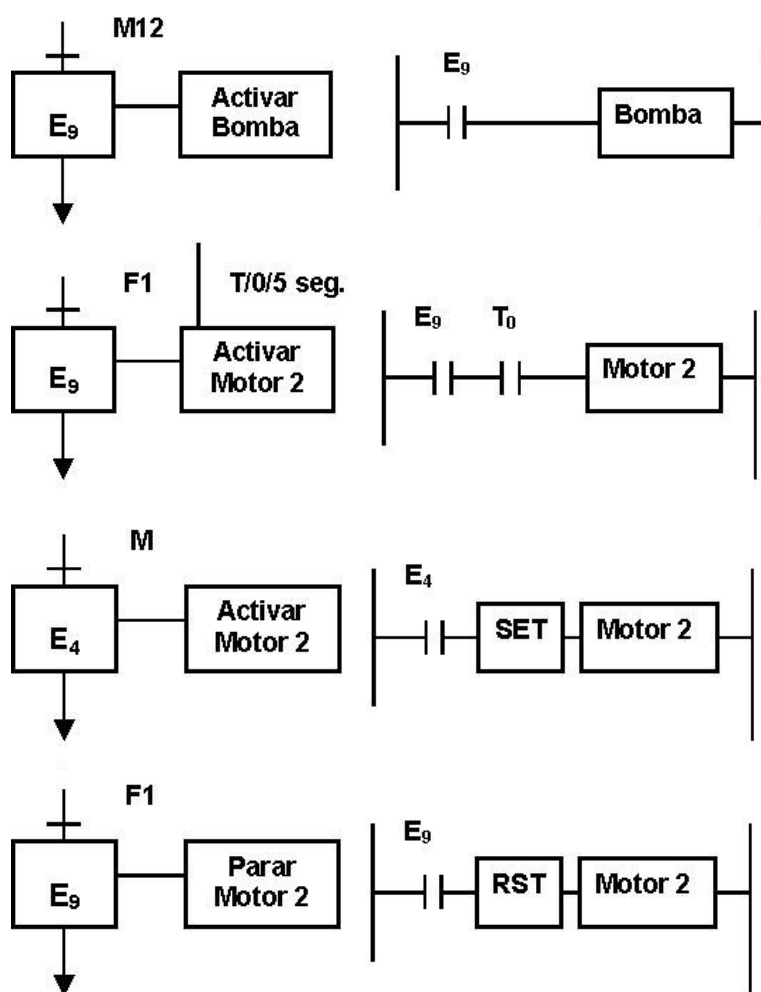 M12
E9
Activar
Bomba
E9
Bomba
F1
T/0/5 seg.
E9
Activar
Motor 2
E9
T0
Motor 2
M
E4
Activar
Motor 2
E4
SET
Motor 2
F1
E9
Parar
Motor 2
E9
RST
Motor 2